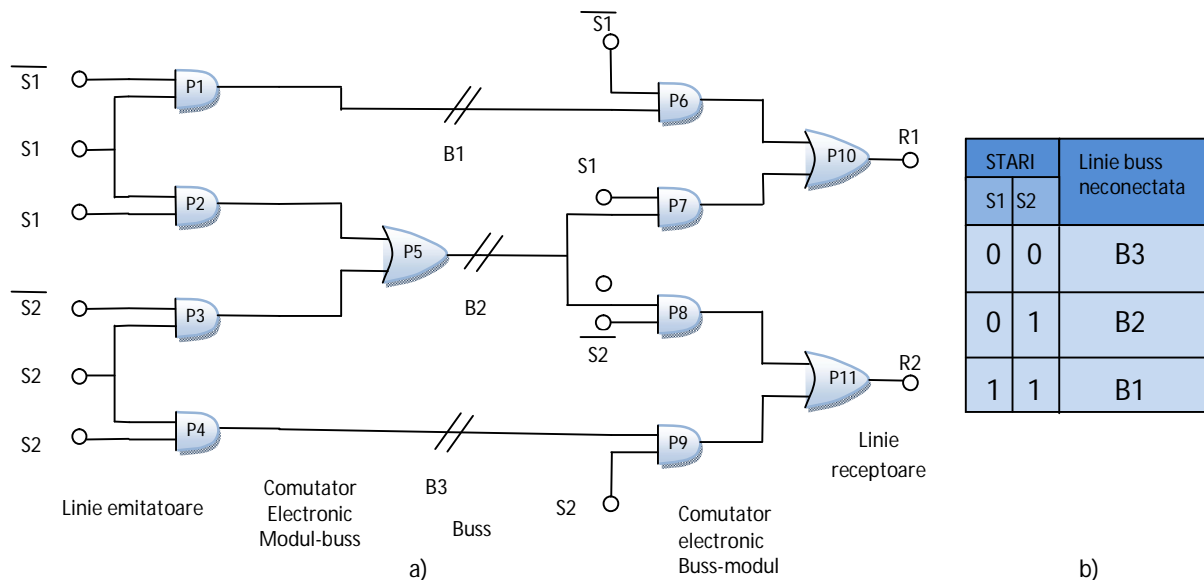 S1
S1
S1
S1
P1
P6
R1
P10
B1
S1
P2
P7
P5
B2
S2
P3
P8
S2
S2
R2
P11
S2
P4
P9
B3
S2
Linie emitatoare
Comutator
Electronic
Modul-buss
Buss
Comutator
electronic
Buss-modul
Linie
receptoare
a)
STARI
Linie buss
neconectata
S1 S2
0 0 B3
0 1 B2
1 1 B1
b)